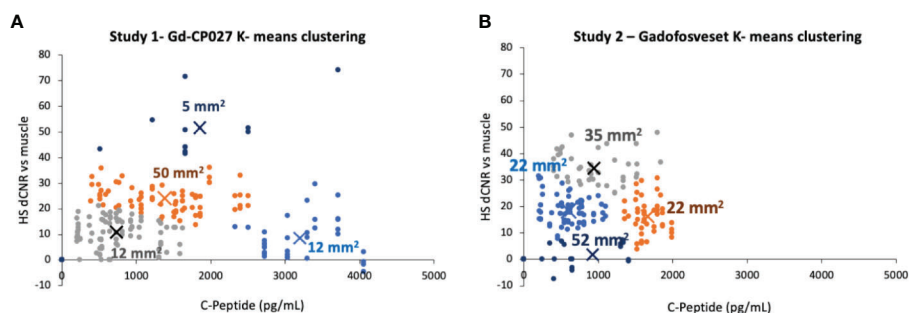 A
Study 1- Gd-CP027 K- means clustering
HS dCNR vs muscle
80
70
60
50
40
30
20
10
0
-10
5 mm²
50 mm²
12 mm²
12 mm²
0
1000
2000
3000
4000
5000
C-Peptide (pg/mL)
B
Study 2 – Gadofosveset K- means clustering
HS dCNR vs muscle
80
70
60
50
40
30
20
10
0
-10
35 mm²
22 mm²
22 mm²
52 mm²
0
1000
2000
3000
4000
5000
C-Peptide (pg/mL)